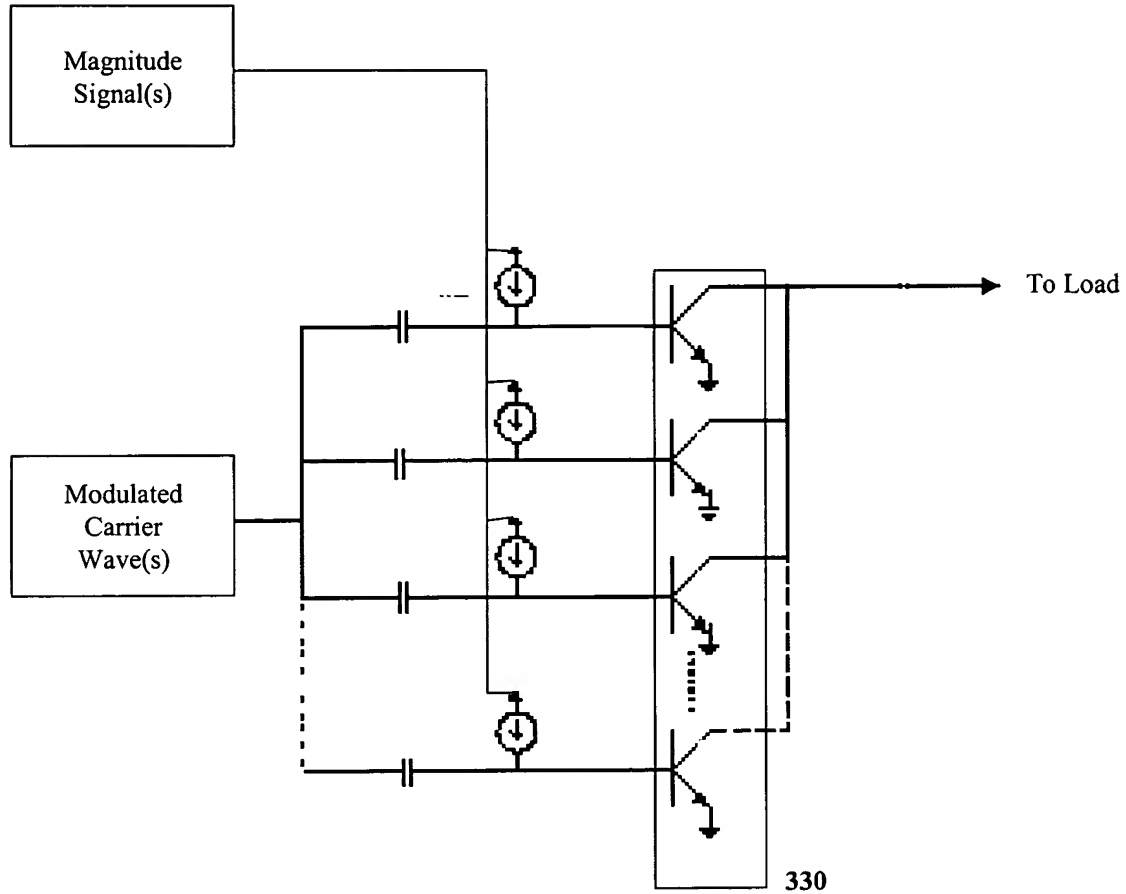 Magnitude
Signal(s)
To Load
Modulated
Carrier
Wave(s)
330